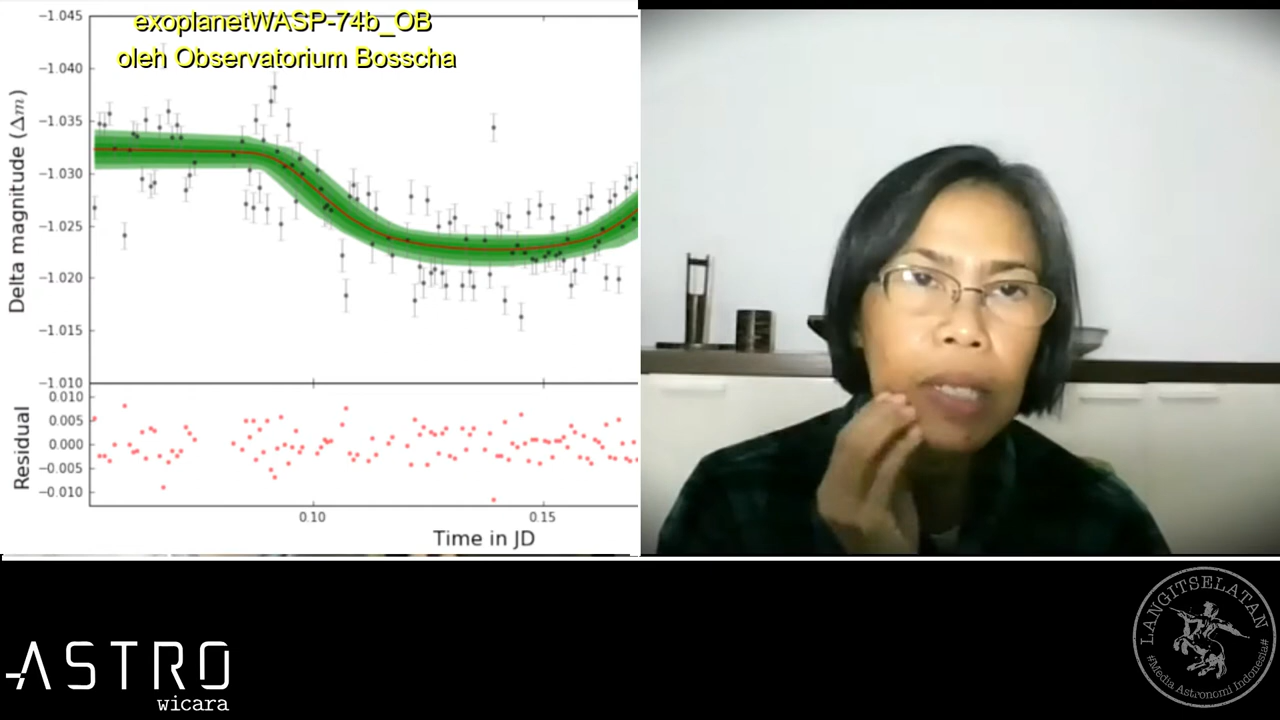 exoplanetWASP-74b_OB
oleh Observatorium Bosscha
−1.045
−1.040
−1.035
−1.030
−1.025
−1.020
−1.015
−1.010
Delta magnitude (Δm)
0.010
0.005
0.000
−0.005
−0.010
Residual
0.10
0.15
Time in JD
ASTRO
wicara
LANGITSELATAN
#Media Astronomi Indonesia#